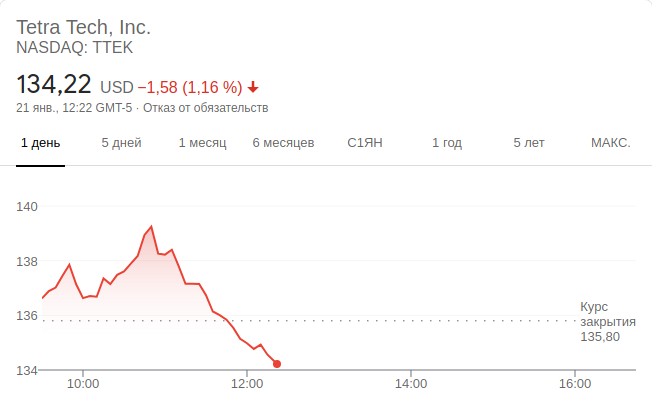 Tetra Tech, Inc.
NASDAQ: TTEK
134,22 USD −1,58 (1,16 %)
21 янв., 12:22 GMT-5 · Отказ от обязательств
1 день 5 дней 1 месяц 6 месяцев С1ЯН 1 год 5 лет МАКС.
140
138
136
134
Курс
закрытия
135,80
10:00 12:00 14:00 16:00